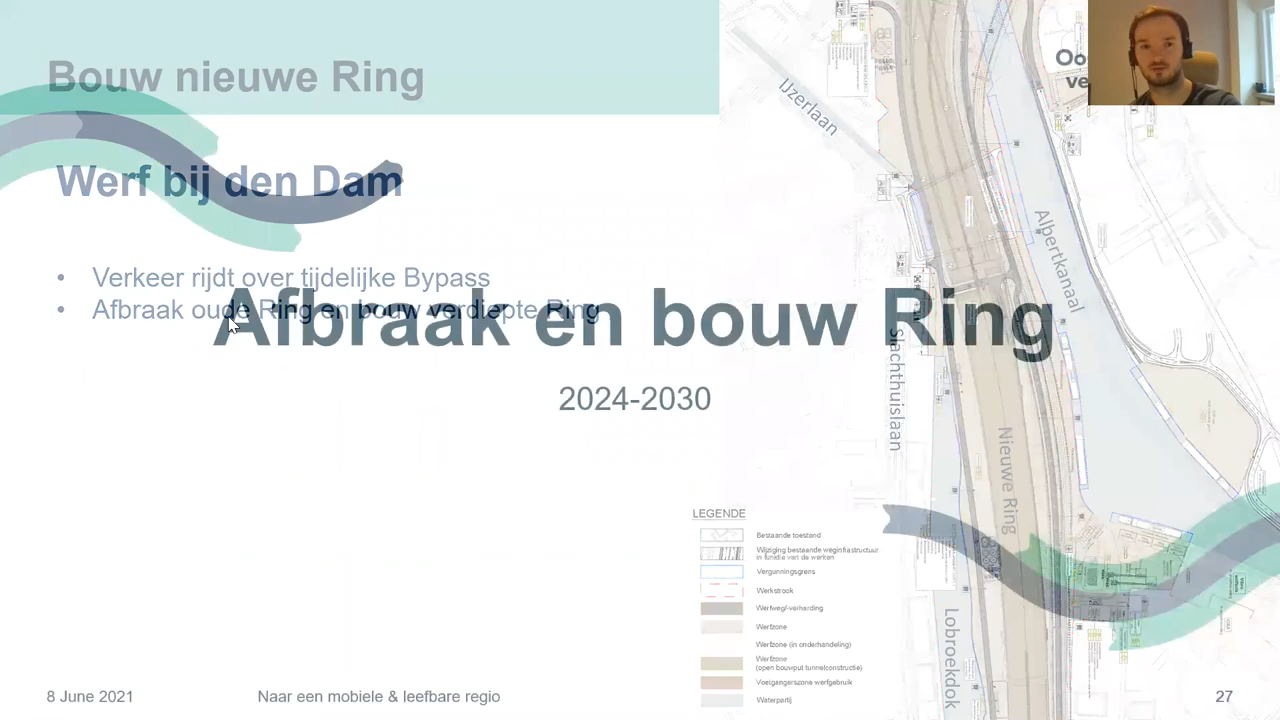 Bouw nieuwe Ring
Werf bij den Dam
• Verkeer rijdt over tijdelijke Bypass
• Afbraak oude Ring en bouw verdiepte Ring
Afbraak en bouw Ring
2024-2030
IJzerlaan
Albertkanaal
Slachthuislaan
Nieuwe Ring
Lobroekdok
Oo
ve
LEGENDE
Bestaande toestand
Wijziging bestaande weginfrastructuur
in funktie van de werken
Vergunningsgrens
Werkstrook
Werfweg/-verharding
Werfzone
Werfzone (in onderhandeling)
Werfzone
(open bouwput tunnelconstructie)
Voetgangerszone werfgebruik
Waterpartij
8 June 2021
Naar een mobiele & leefbare regio
27